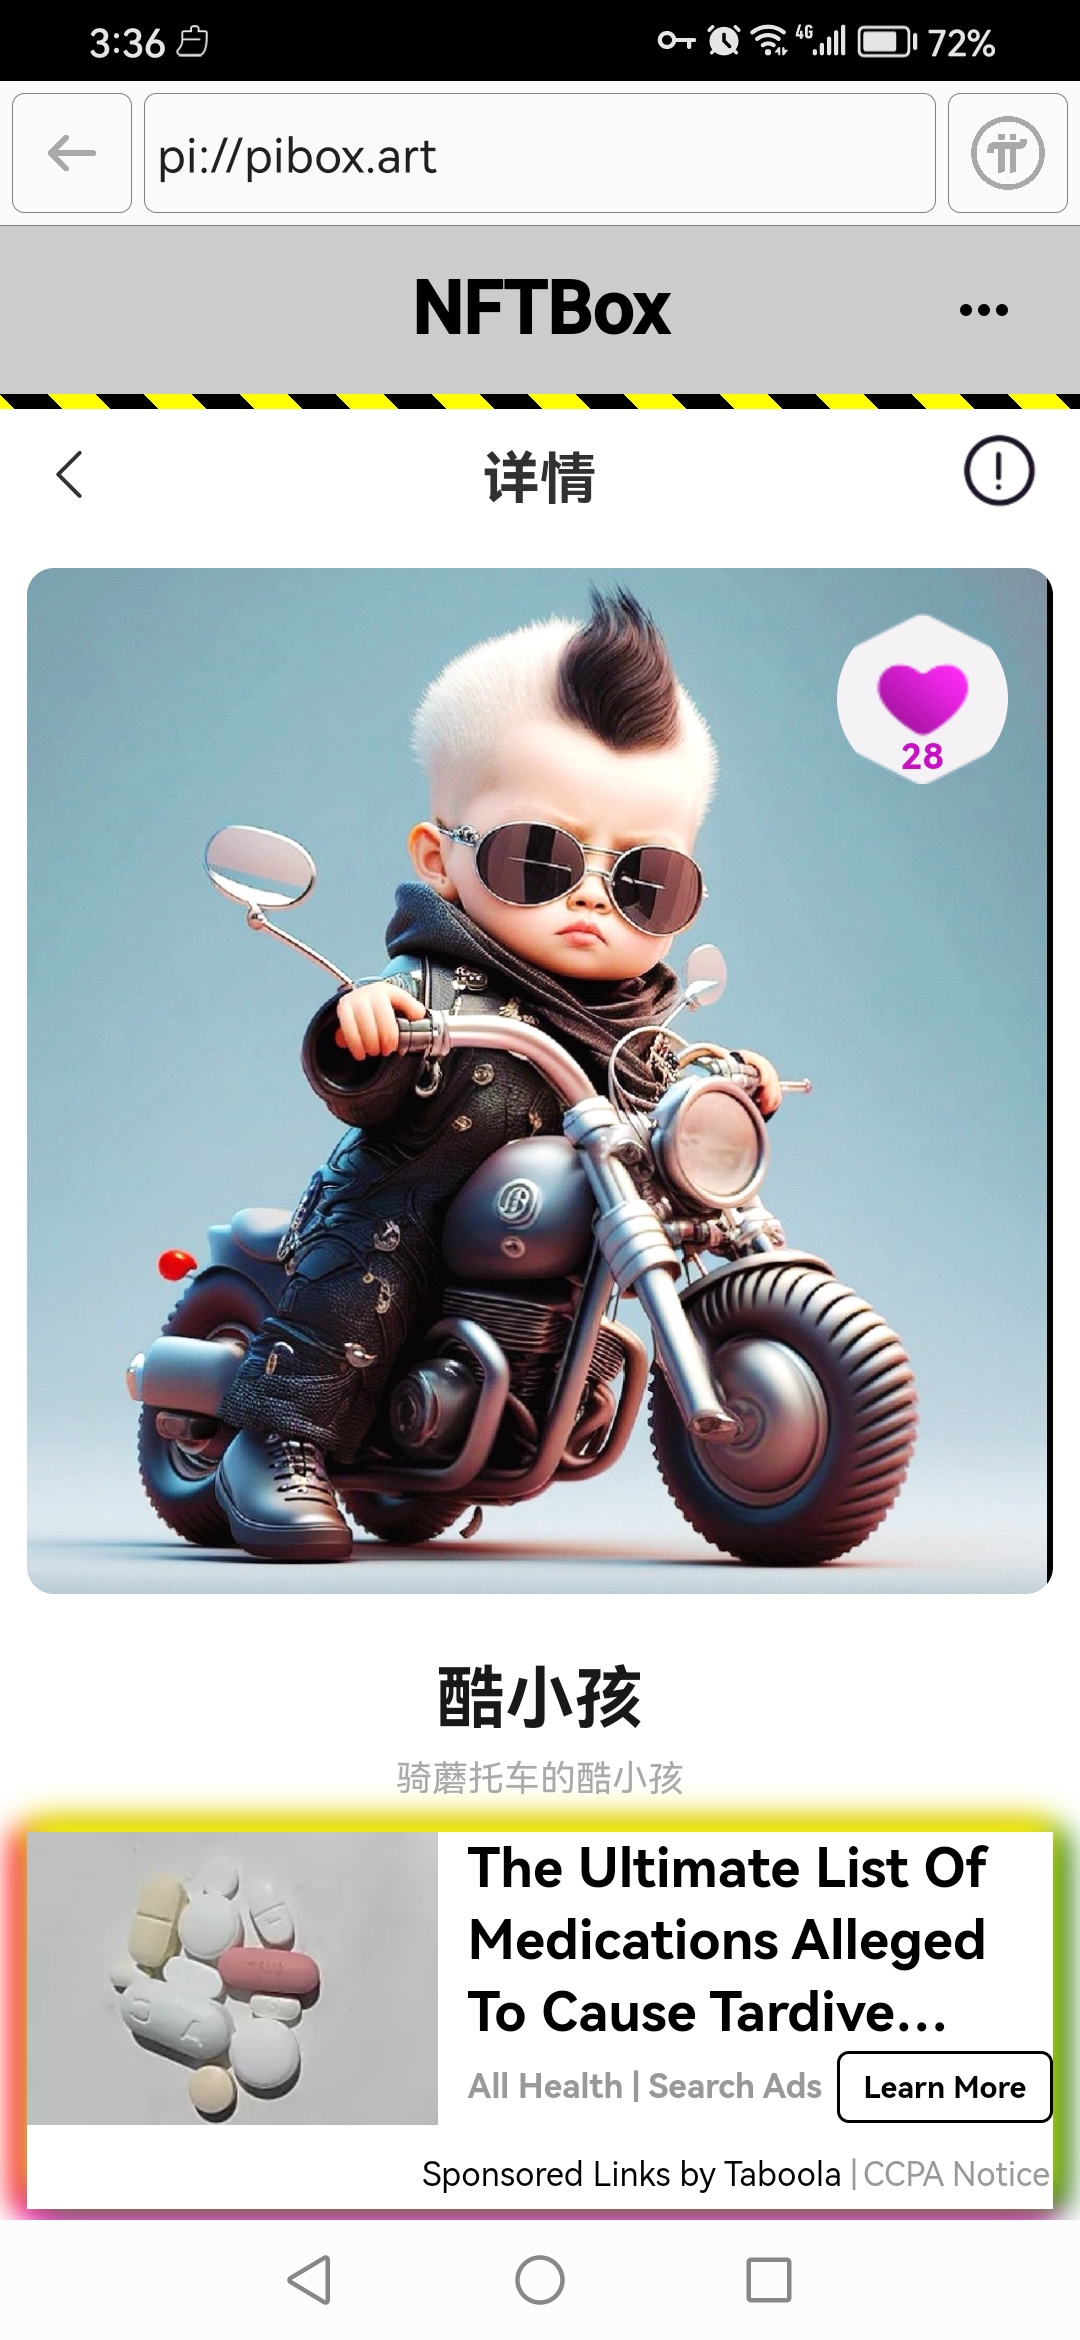 3:36
4G
72%
pi://pibox.art
NFTBox
详情
28
酷小孩
骑蘑托车的酷小孩
The Ultimate List Of
Medications Alleged
To Cause Tardive...
All Health | Search Ads
Learn More
Sponsored Links by Taboola | CCPA Notice